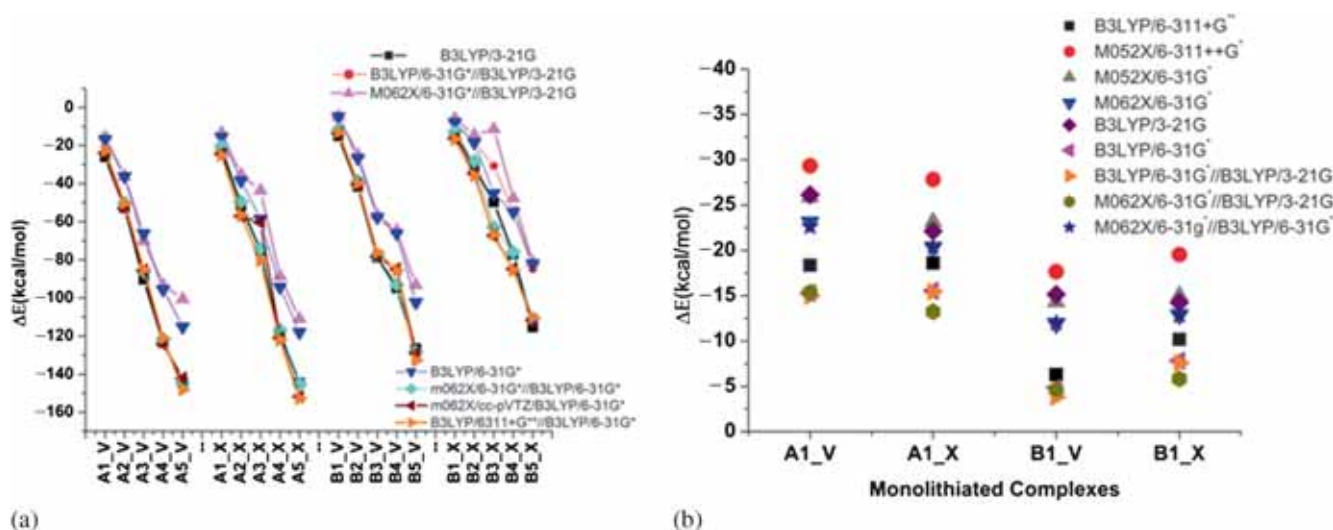 B3LYP/3-21G
B3LYP/6-31G*//B3LYP/3-21G
M062X/6-31G*//B3LYP/3-21G
0
−20
−40
−60
−80
−100
−120
−140
−160
ΔE(kcal/mol)
B3LYP/6-31G*
m062X/6-31G*//B3LYP/6-31G*
m062X/cc-pVTZ/B3LYP/6-31G*
B3LYP/6311+G**//B3LYP/6-31G*
A1_V
A2_V
A3_V
A4_V
A5_V
--
A1_X
A2_X
A3_X
A4_X
A5_X
--
B1_V
B2_V
B3_V
B4_V
B5_V
--
B1_X
B2_X
B3_X
B4_X
B5_X
(a)
B3LYP/6-311+G**
M052X/6-311++G*
M052X/6-31G*
M062X/6-31G*
B3LYP/3-21G
B3LYP/6-31G*
B3LYP/6-31G*//B3LYP/3-21G
M062X/6-31G*//B3LYP/3-21G
M062X/6-31g*//B3LYP/6-31G*
−40
−35
−30
−25
−20
−15
−10
−5
0
ΔE(kcal/mol)
A1_V A1_X B1_V B1_X
Monolithiated Complexes
(b)